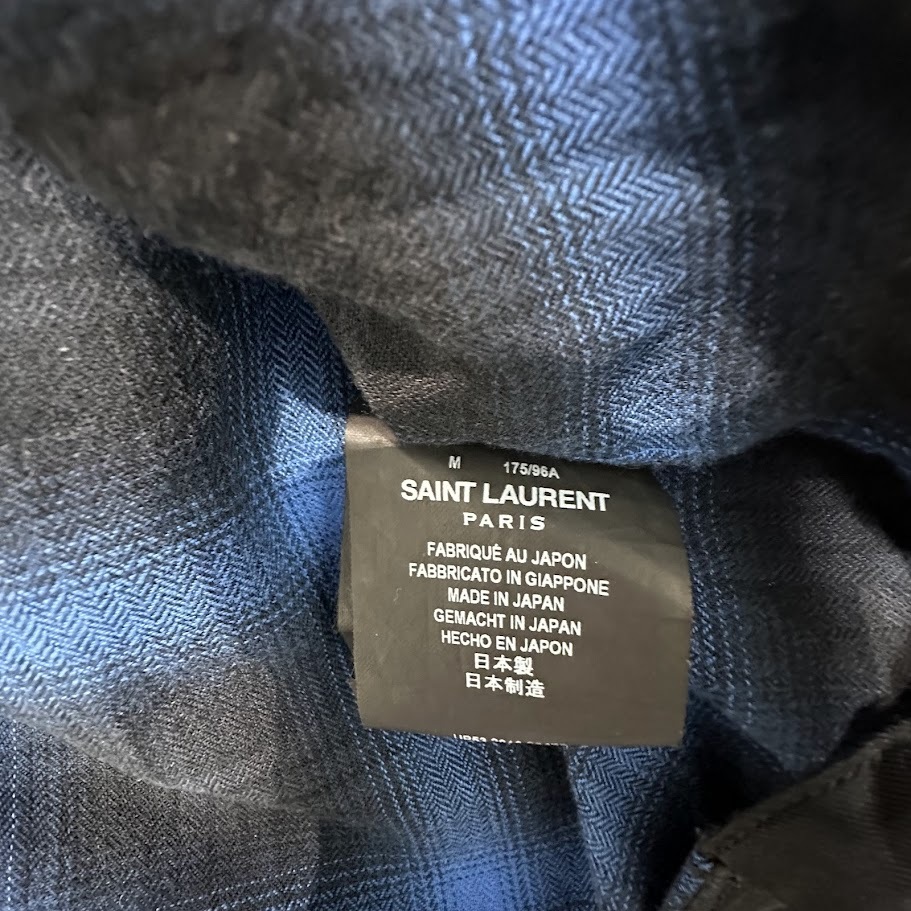 M 175/96A
SAINT LAURENT
PARIS
FABRIQUÉ AU JAPON
FABBRICATO IN GIAPPONE
MADE IN JAPAN
GEMACHT IN JAPAN
HECHO EN JAPON
日本製
日本制造